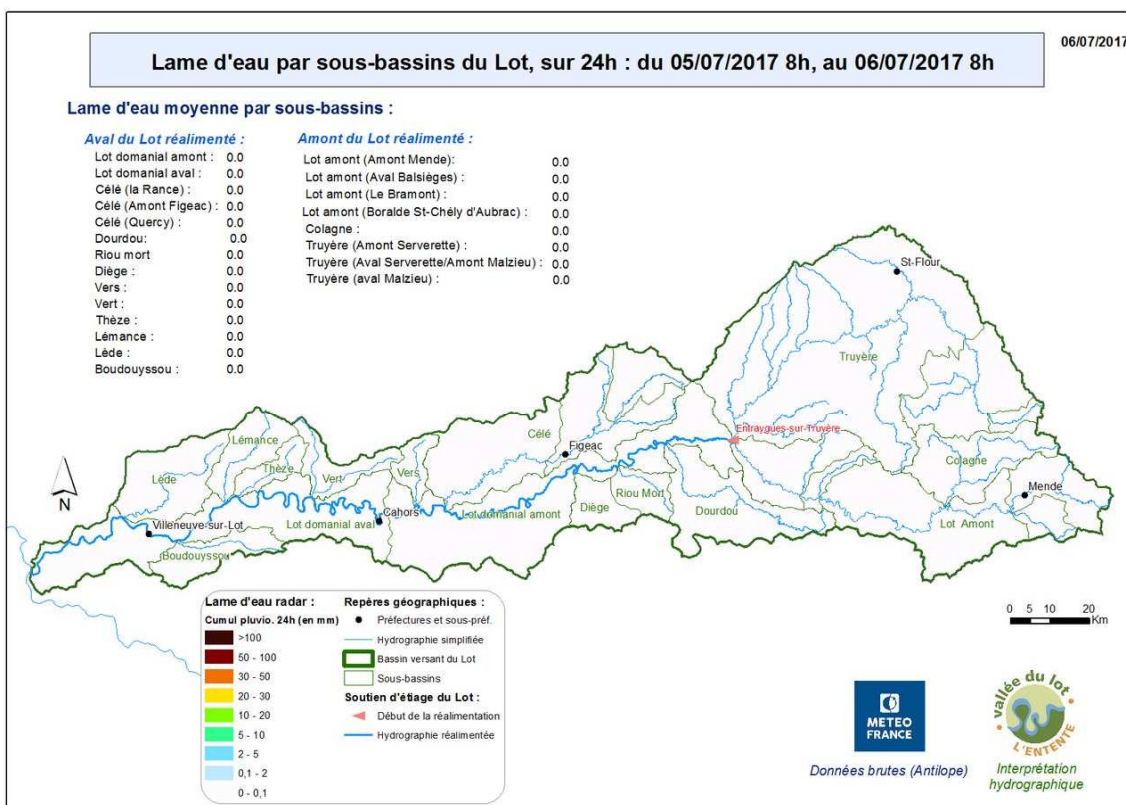 06/07/2017
Lame d'eau par sous-bassins du Lot, sur 24h : du 05/07/2017 8h, au 06/07/2017 8h
Lame d'eau moyenne par sous-bassins :
Aval du Lot réalimenté :
Lot domanial amont : 0.0
Lot domanial aval : 0.0
Célé (la Rance) : 0.0
Célé (Amont Figeac) : 0.0
Célé (Quercy) : 0.0
Dourdou: 0.0
Riou mort 0.0
Diège : 0.0
Vers : 0.0
Vert : 0.0
Thèze : 0.0
Lémance : 0.0
Lède : 0.0
Boudouyssou : 0.0
Amont du Lot réalimenté :
Lot amont (Amont Mende): 0.0
Lot amont (Aval Balsièges) : 0.0
Lot amont (Le Bramont) : 0.0
Lot amont (Boralde St-Chély d'Aubrac) : 0.0
Colagne : 0.0
Truyère (Amont Serverette) : 0.0
Truyère (Aval Serverette/Amont Malzieu) : 0.0
Truyère (aval Malzieu) : 0.0
St-Flour
Truyère
Entraygues-sur-Truyère
Célé
Figeac
Lémance
Thèze
Vert
Vers
Lède
Colagne
Mende
Riou Mort
Diège
Dourdou
Lot Amont
Cahors
Lot domanial amont
Lot domanial aval
Villeneuve-sur-Lot
Boudouyssou
N
Lame d'eau radar :
Cumul pluvio. 24h (en mm)
>100
50 - 100
30 - 50
20 - 30
10 - 20
5 - 10
2 - 5
0,1 - 2
0 - 0,1
Repères géographiques :
Préfectures et sous-préf.
Hydrographie simplifiée
Bassin versant du Lot
Sous-bassins
Soutien d'étiage du Lot :
Début de la réalimentation
Hydrographie réalimentée
0 5 10 20
Km
METEO
FRANCE
Données brutes (Antilope)
vallée du lot
L'ENTENTE
Interprétation
hydrographique